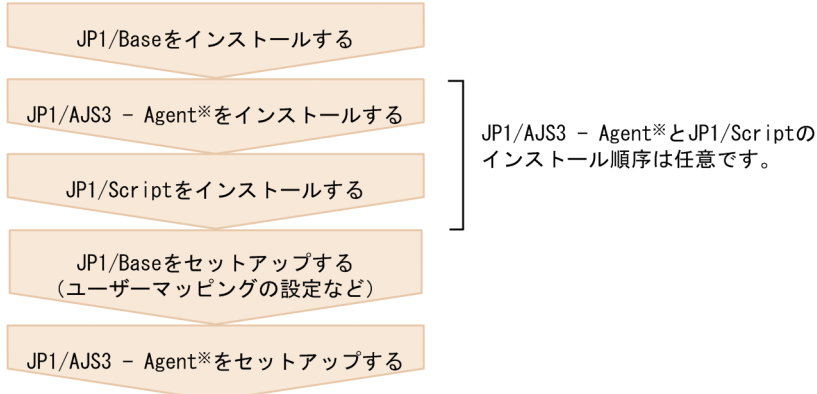 JP1/Baseをインストールする
JP1/AJS3 − Agent※をインストールする
JP1/AJS3 − Agent※とJP1/Scriptの
インストール順序は任意です。
JP1/Scriptをインストールする
JP1/Baseをセットアップする
（ユーザーマッピングの設定など）
JP1/AJS3 − Agent※をセットアップする